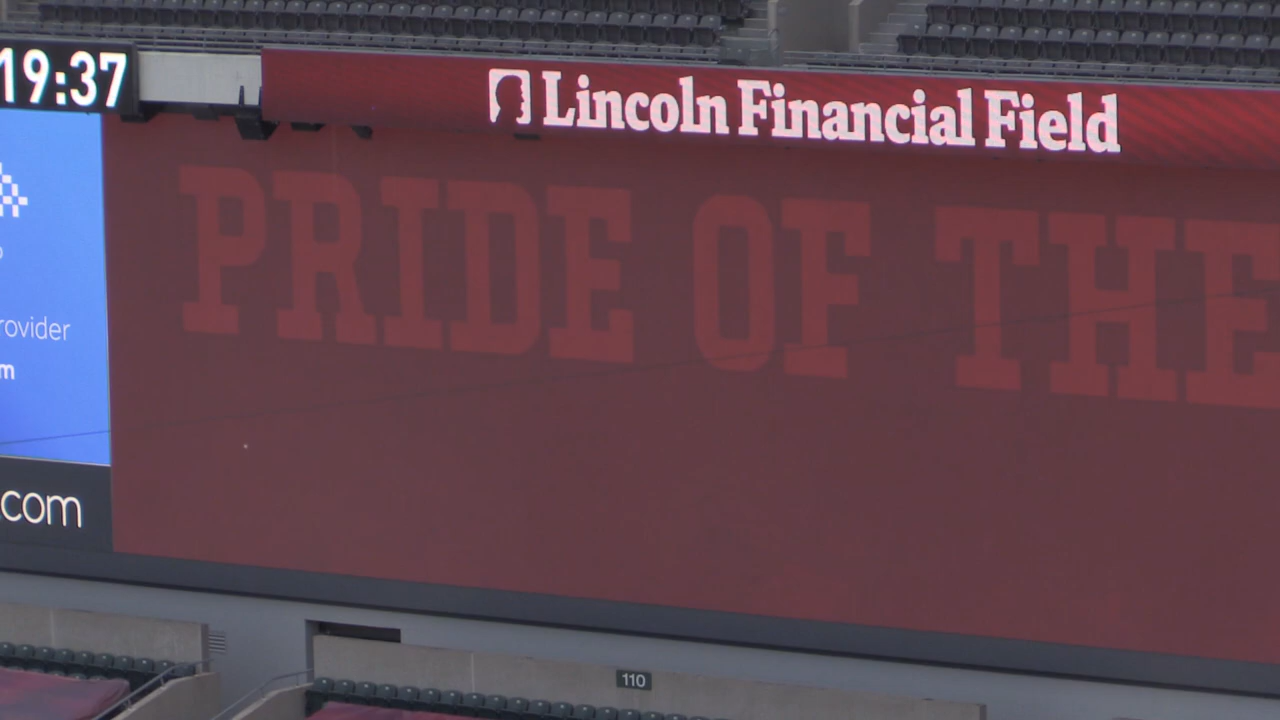 19:37
Lincoln Financial Field
PRIDE OF THE
rovider
m
.com
110